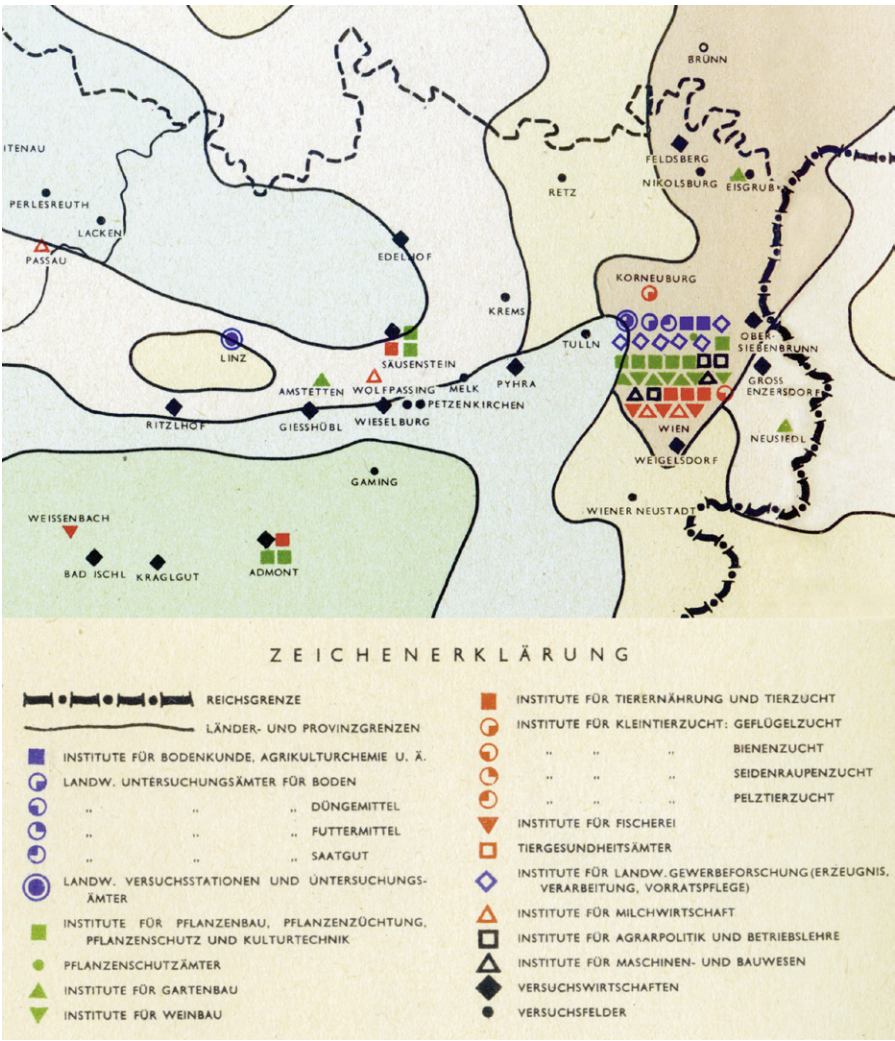 BRÜNN
FELDSBERG
ITENAU
RETZ
NIKOLSBURG
EISGRUB
PERLESREUTH
LACKEN
PASSAU
EDELHOF
KORNEUBURG
KREMS
LINZ
TULLN
OBER-
SIEBENBRUNN
SÄUSENSTEIN
AMSTETTEN
WOLFPASSING
MELK
PYHRA
GROSS
ENZERSDORF
PETZENKIRCHEN
RITZLHOF
GIESSHÜBL
WIESELBURG
WIEN
NEUSIEDL
WEIGELSDORF
GAMING
WIENER NEUSTADT
WEISSENBACH
BAD ISCHL
KRAGLGUT
ADMONT
ZEICHENERKLÄRUNG
REICHSGRENZE
LÄNDER- UND PROVINZGRENZEN
INSTITUTE FÜR BODENKUNDE, AGRIKULTURCHEMIE U. Ä.
LANDW. UNTERSUCHUNGSÄMTER FÜR BODEN
„ „ „ DÜNGEMITTEL
„ „ „ FUTTERMITTEL
„ „ „ SAATGUT
LANDW. VERSUCHSSTATIONEN UND UNTERSUCHUNGS-
ÄMTER
INSTITUTE FÜR PFLANZENBAU, PFLANZENZÜCHTUNG,
PFLANZENSCHUTZ UND KULTURTECHNIK
PFLANZENSCHUTZÄMTER
INSTITUTE FÜR GARTENBAU
INSTITUTE FÜR WEINBAU
INSTITUTE FÜR TIERERNÄHRUNG UND TIERZUCHT
INSTITUTE FÜR KLEINTIERZUCHT: GEFLÜGELZUCHT
„ „ „ BIENENZUCHT
„ „ „ SEIDENRAUPENZUCHT
„ „ „ PELZTIERZUCHT
INSTITUTE FÜR FISCHEREI
TIERGESUNDHEITSÄMTER
INSTITUTE FÜR LANDW. GEWERBEFORSCHUNG (ERZEUGNIS,
VERARBEITUNG, VORRATSPFLEGE)
INSTITUTE FÜR MILCHWIRTSCHAFT
INSTITUTE FÜR AGRARPOLITIK UND BETRIEBSLEHRE
INSTITUTE FÜR MASCHINEN- UND BAUWESEN
VERSUCHSWIRTSCHAFTEN
VERSUCHSFELDER